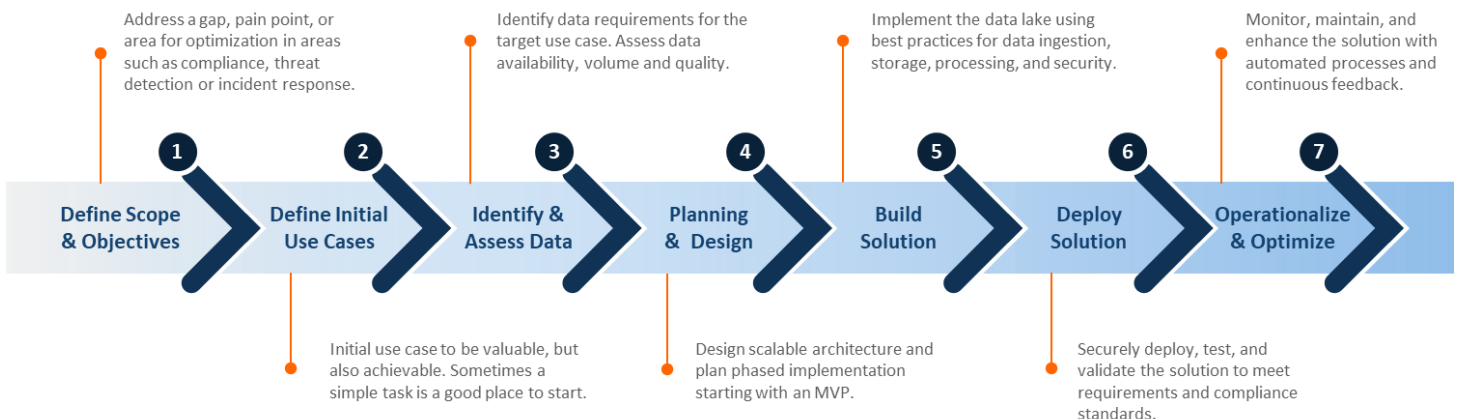 Address a gap, pain point, or
area for optimization in areas
such as compliance, threat
detection or incident response.
Identify data requirements for the
target use case. Assess data
availability, volume and quality.
Implement the data lake using
best practices for data ingestion,
storage, processing, and security.
Monitor, maintain, and
enhance the solution with
automated processes and
continuous feedback.
1
2
3
4
5
6
7
Define Scope
& Objectives
Define Initial
Use Cases
Identify &
Assess Data
Planning
& Design
Build
Solution
Deploy
Solution
Operationalize
& Optimize
Initial use case to be valuable, but
also achievable. Sometimes a
simple task is a good place to start.
Design scalable architecture and
plan phased implementation
starting with an MVP.
Securely deploy, test, and
validate the solution to meet
requirements and compliance
standards.